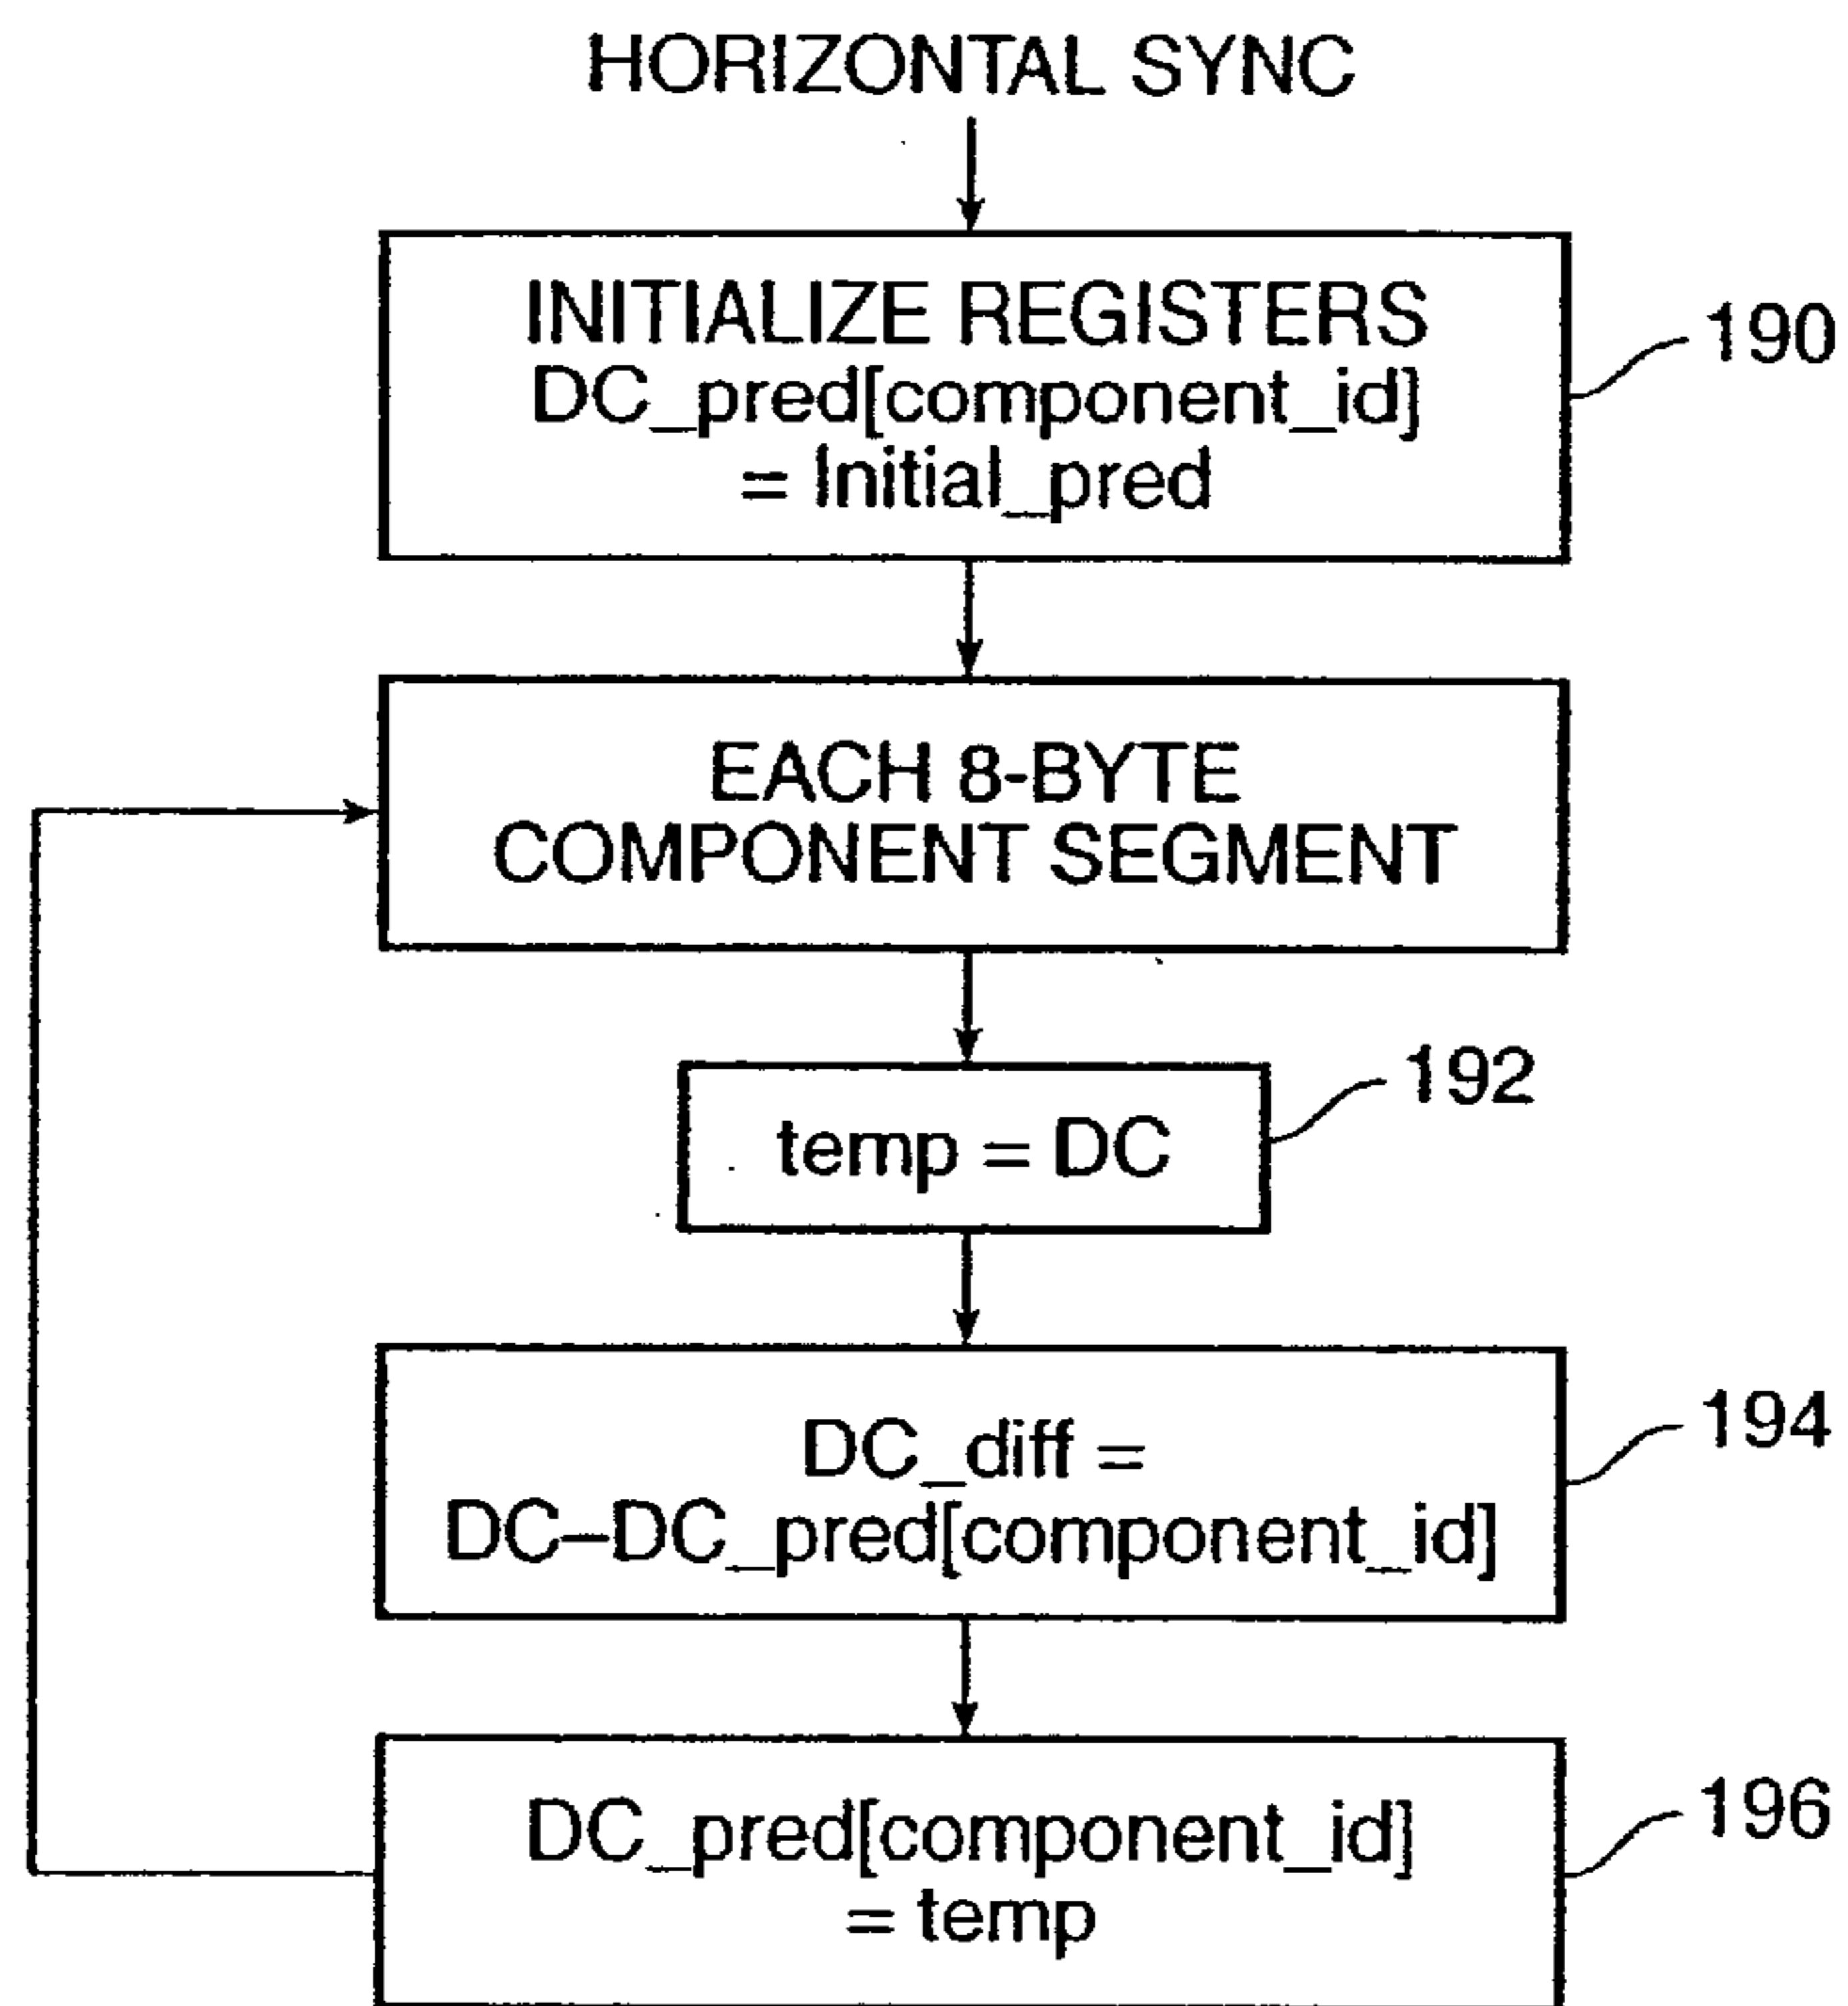 HORIZONTAL SYNC
INITIALIZE REGISTERS
DC_pred[component_id]
= Initial_pred
190
EACH 8-BYTE
COMPONENT SEGMENT
192
temp = DC
194
DC_diff =
DC–DC_pred[component_id]
196
DC_pred[component_id]
= temp